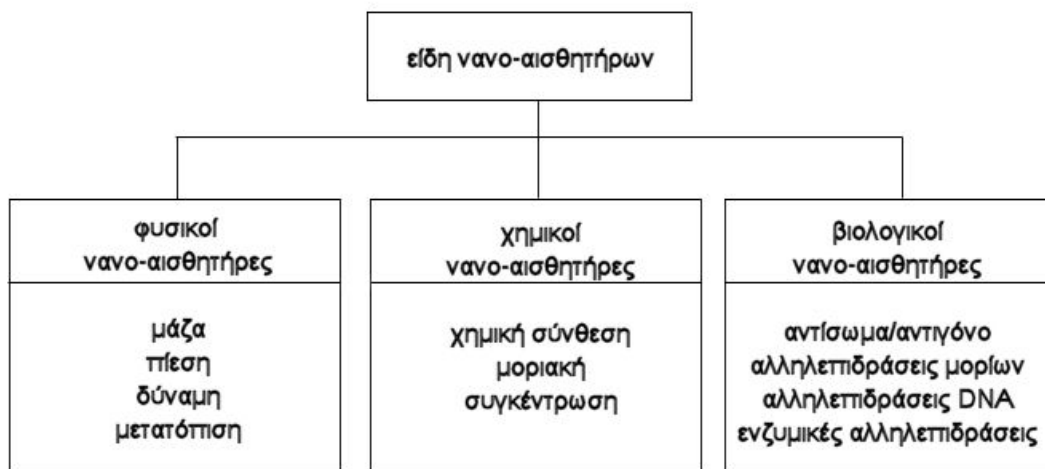 είδη νανο-αισθητήρων
φυσικοί
νανο-αισθητήρες
μάζα
πίεση
δύναμη
μετατόπιση
χημικοί
νανο-αισθητήρες
χημική σύνθεση
μοριακή
συγκέντρωση
βιολογικοί
νανο-αισθητήρες
αντίσωμα/αντιγόνο
αλληλεπιδράσεις μορίων
αλληλεπιδράσεις DNA
ενζυμικές αλληλεπιδράσεις